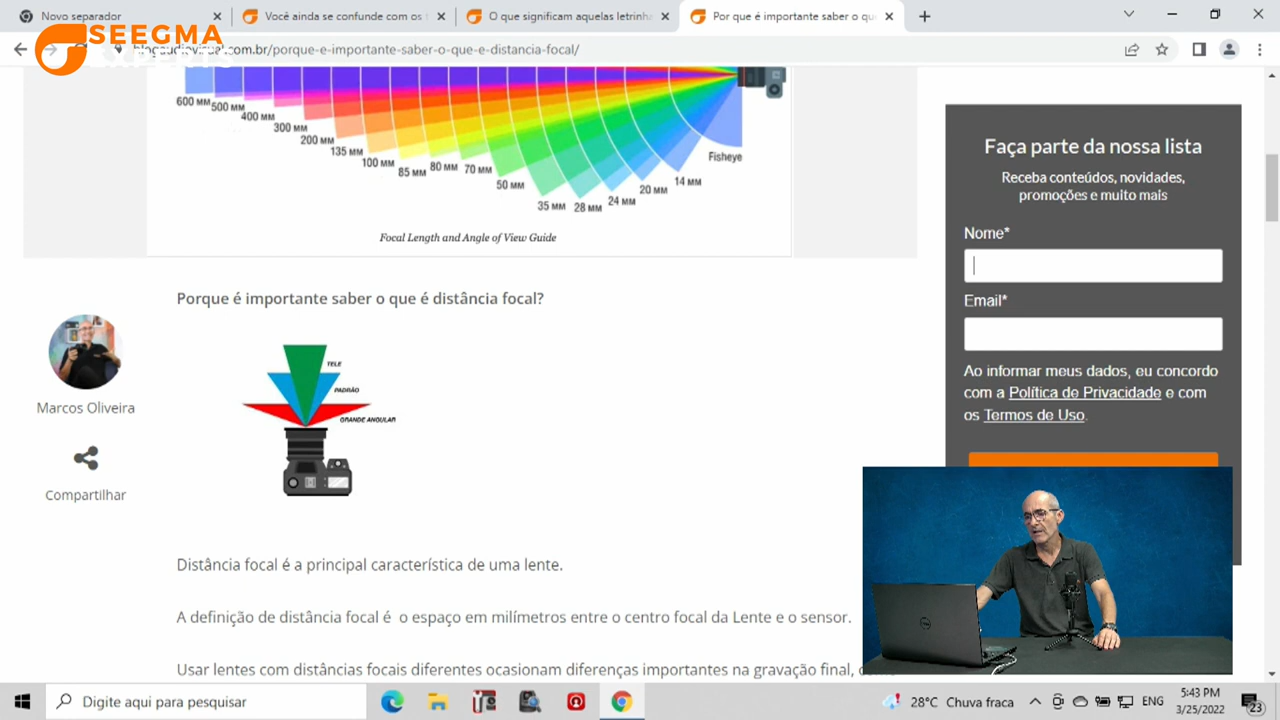 Novo separador
Você ainda se confunde com os f
O que significam aquelas letrinha
Por que é importante saber o que
SEEGMA
EXPERTS
blogaudiovisual.com.br/porque-e-importante-saber-o-que-e-distancia-focal/
600 MM
500 MM
400 MM
300 MM
200 MM
135 MM
100 MM
85 MM
80 MM
70 MM
50 MM
35 MM
28 MM
24 MM
20 MM
14 MM
Fisheye
Focal Length and Angle of View Guide
Porque é importante saber o que é distância focal?
TELE
PADRÃO
GRANDE ANGULAR
Marcos Oliveira
Compartilhar
Distância focal é a principal característica de uma lente.
A definição de distância focal é o espaço em milímetros entre o centro focal da Lente e o sensor.
Usar lentes com distâncias focais diferentes ocasionam diferenças importantes na gravação final,
Faça parte da nossa lista
Receba conteúdos, novidades,
promoções e muito mais
Nome*
Email*
Ao informar meus dados, eu concordo
com a Política de Privacidade e com
os Termos de Uso.
DELL
Digite aqui para pesquisar
28°C Chuva fraca
ENG
5:43 PM
3/25/2022
23